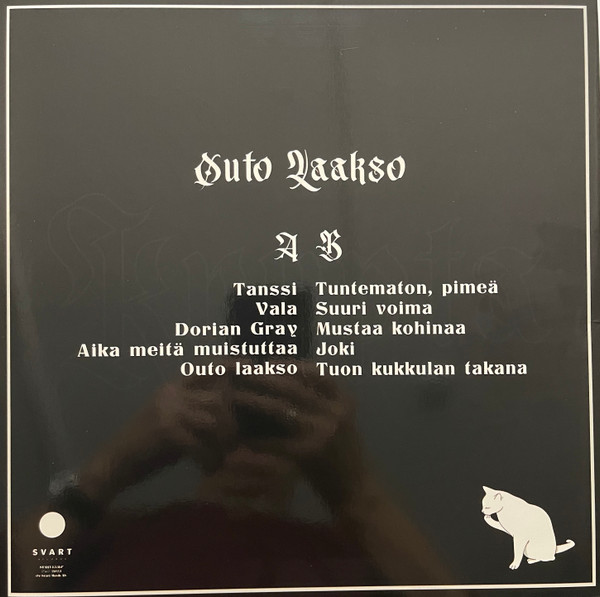 Outo Laakso
A B
Tanssi
Vala
Dorian Gray
Aika meitä muistuttaa
Outo laakso
Tuntematon, pimeä
Suuri voima
Mustaa kohinaa
Joki
Tuon kukkulan takana
SVART
RECORDS